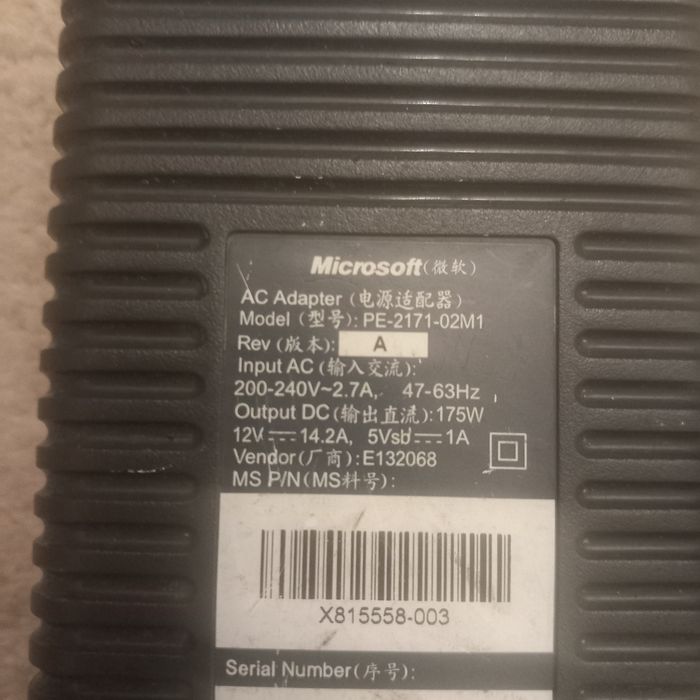 Microsoft(微软)
AC Adapter (电源适配器)
Model (型号): PE-2171-02M1
Rev (版本): A
Input AC (输入交流):
200-240V~2.7A, 47-63Hz
Output DC(输出直流):175W
12V⎓14.2A, 5Vsb⎓1A
Vendor(厂商):E132068
MS P/N(MS料号):
X815558-003
Serial Number(序号):